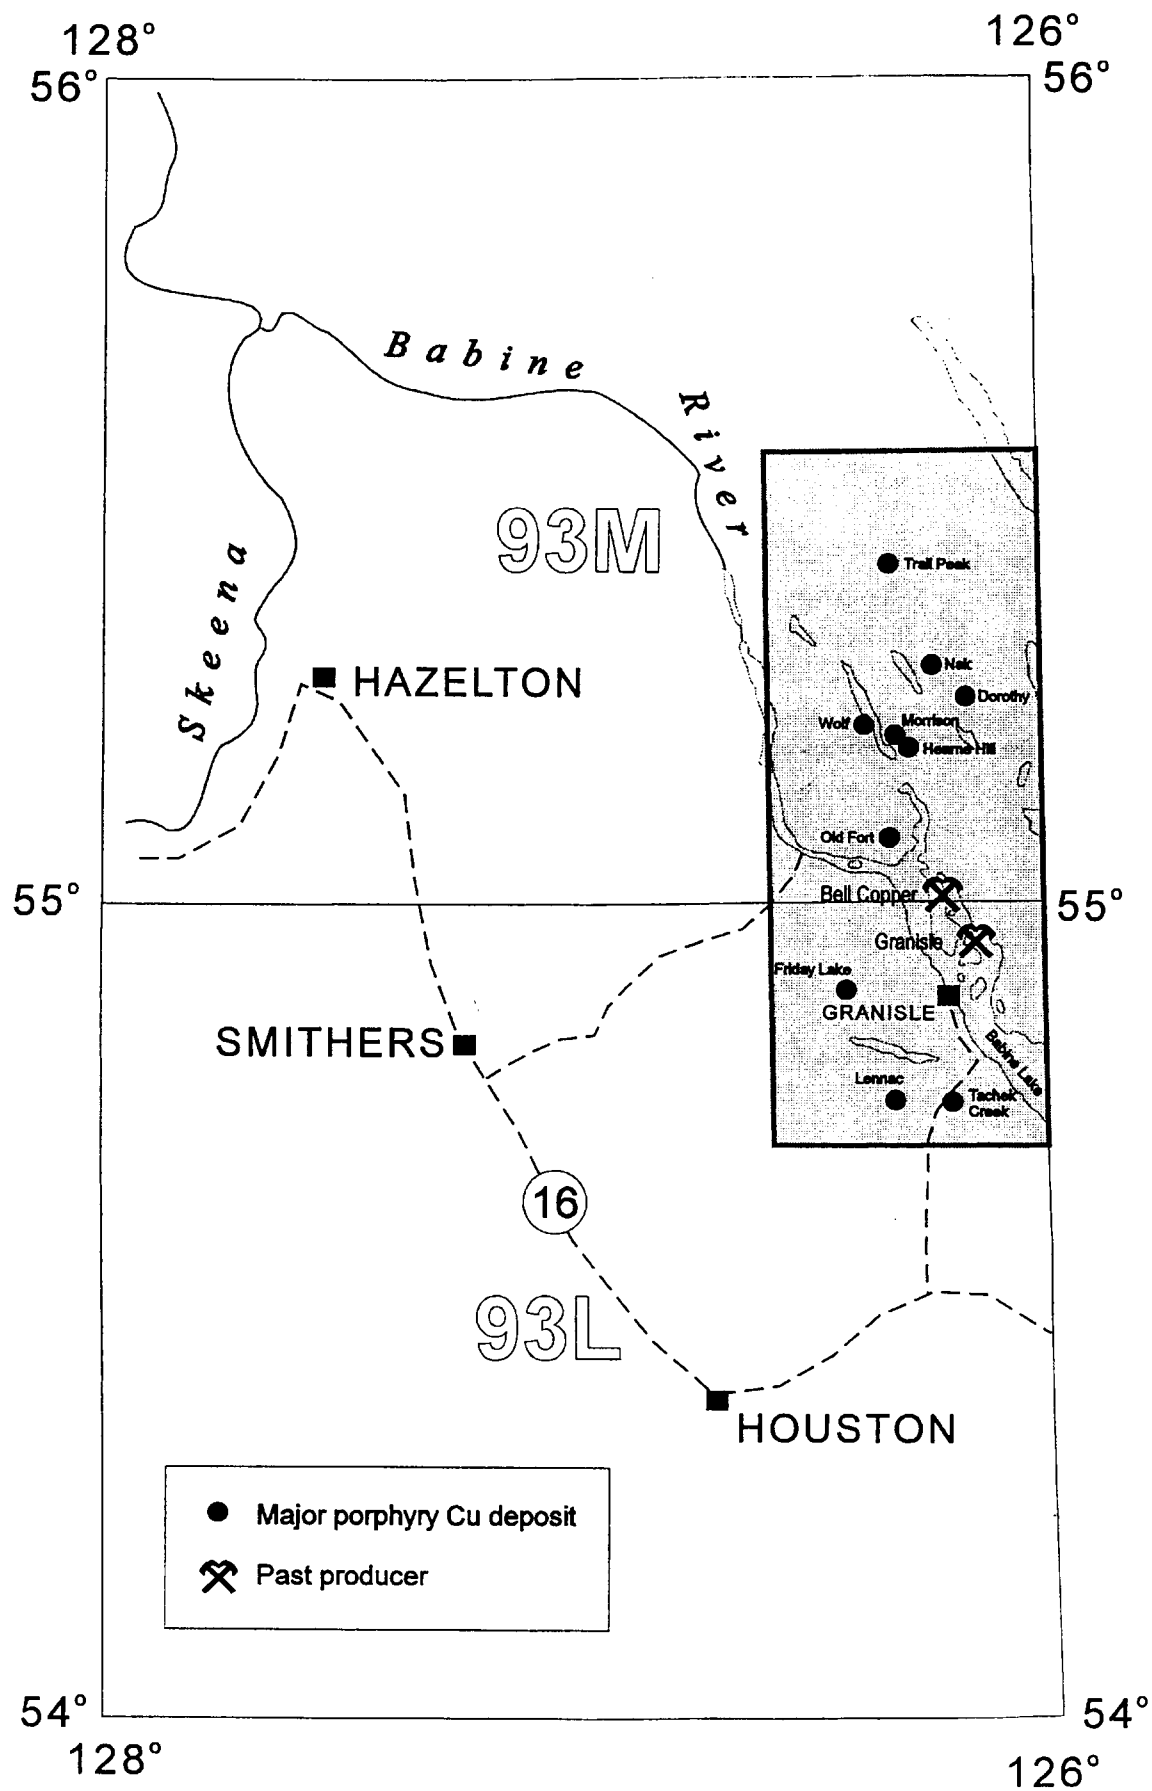 128°
126°
56°
56°
Babine
River
93M
Trail Peak
Skeena
Nak
HAZELTON
Dorothy
Wolf
Morrison
Hearne Hill
Old Fort
55°
Bell Copper
55°
Granisle
Friday Lake
GRANISLE
SMITHERS
Babine Lake
Lennac
Tachek
Creek
16
93L
HOUSTON
Major porphyry Cu deposit
Past producer
54°
54°
128°
126°